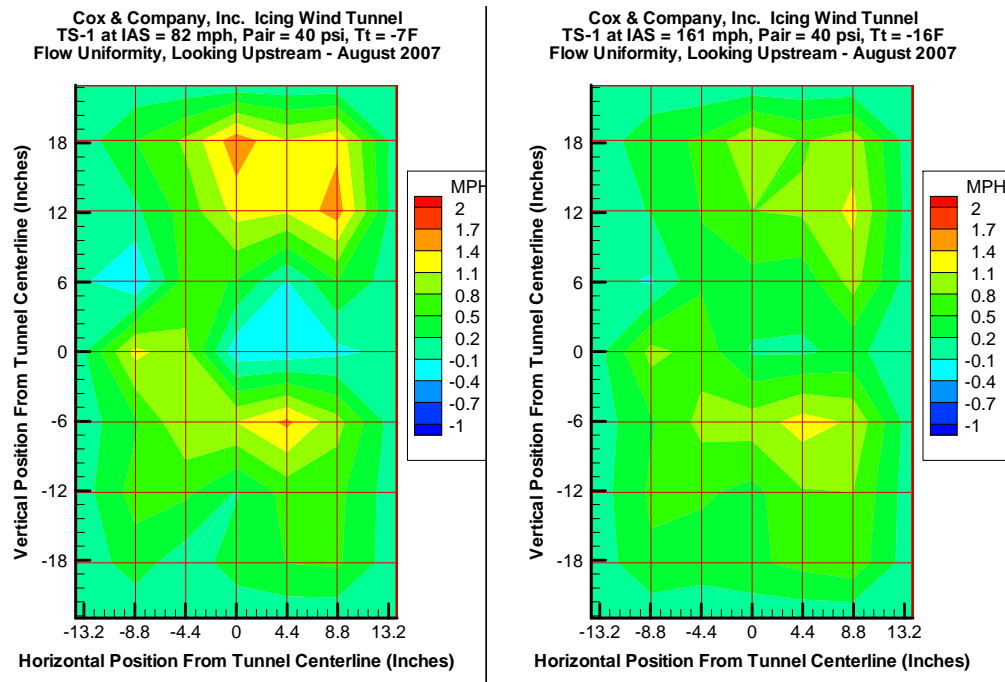 Cox & Company, Inc. Icing Wind Tunnel
TS-1 at IAS = 82 mph, Pair = 40 psi, Tt = -7F
Flow Uniformity, Looking Upstream - August 2007
Vertical Position From Tunnel Centerline (Inches)
18
12
6
0
-6
-12
-18
-13.2 -8.8 -4.4 0 4.4 8.8 13.2
Horizontal Position From Tunnel Centerline (Inches)
MPH
2
1.7
1.4
1.1
0.8
0.5
0.2
-0.1
-0.4
-0.7
-1
Cox & Company, Inc. Icing Wind Tunnel
TS-1 at IAS = 161 mph, Pair = 40 psi, Tt = -16F
Flow Uniformity, Looking Upstream - August 2007
Vertical Position From Tunnel Centerline (Inches)
18
12
6
0
-6
-12
-18
-13.2 -8.8 -4.4 0 4.4 8.8 13.2
Horizontal Position From Tunnel Centerline (Inches)
MPH
2
1.7
1.4
1.1
0.8
0.5
0.2
-0.1
-0.4
-0.7
-1